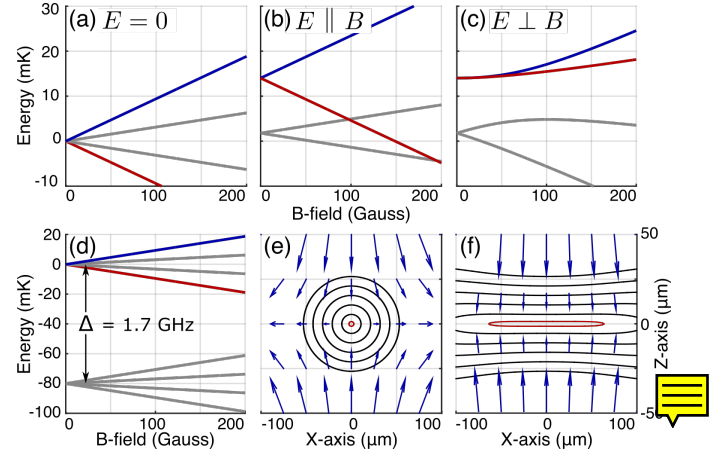 (a) E = 0
(b) E ∥ B
(c) E ⊥ B
Energy (mK)
30
20
10
0
-10
0
100
200
0
100
200
0
100
200
B-field (Gauss)
(d)
(e)
(f)
Energy (mK)
20
0
-20
-40
-60
-80
-100
Δ = 1.7 GHz
0
100
200
B-field (Gauss)
-100
0
100
X-axis (µm)
-100
0
100
X-axis (µm)
50
0
-50
Z-axis (µm)